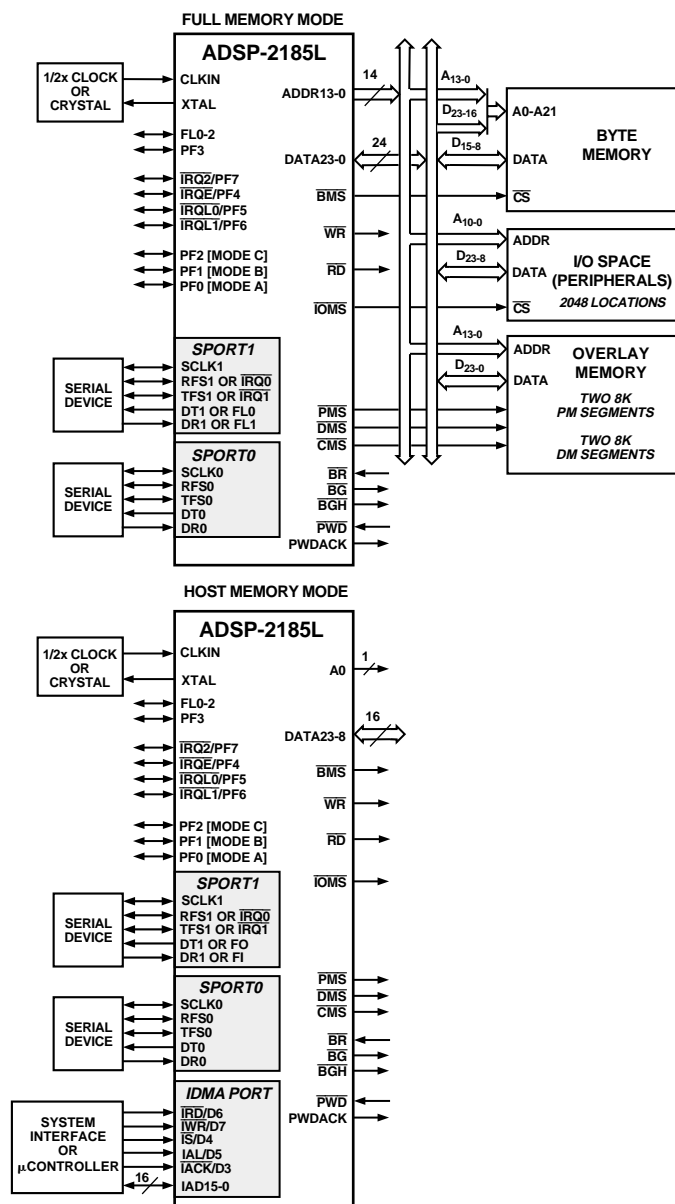 FULL MEMORY MODE
ADSP-2185L
1/2x CLOCK
OR
CRYSTAL
CLKIN
XTAL
FL0-2
PF3
IRQ2/PF7
IRQE/PF4
IRQL0/PF5
IRQL1/PF6
PF2 [MODE C]
PF1 [MODE B]
PF0 [MODE A]
SERIAL
DEVICE
SPORT1
SCLK1
RFS1 OR IRQ0
TFS1 OR IRQ1
DT1 OR FL0
DR1 OR FL1
SERIAL
DEVICE
SPORT0
SCLK0
RFS0
TFS0
DT0
DR0
ADDR13-0
14
DATA23-0
24
BMS
WR
RD
IOMS
PMS
DMS
CMS
BR
BG
BGH
PWD
PWDACK
A13-0
D23-16
D15-8
A10-0
D23-8
A13-0
D23-0
A0-A21
BYTE
MEMORY
DATA
CS
ADDR
I/O SPACE
(PERIPHERALS)
DATA
2048 LOCATIONS
CS
ADDR
OVERLAY
MEMORY
DATA
TWO 8K
PM SEGMENTS
TWO 8K
DM SEGMENTS
HOST MEMORY MODE
ADSP-2185L
1/2x CLOCK
OR
CRYSTAL
CLKIN
XTAL
FL0-2
PF3
IRQ2/PF7
IRQE/PF4
IRQL0/PF5
IRQL1/PF6
PF2 [MODE C]
PF1 [MODE B]
PF0 [MODE A]
SERIAL
DEVICE
SPORT1
SCLK1
RFS1 OR IRQ0
TFS1 OR IRQ1
DT1 OR FO
DR1 OR FI
SERIAL
DEVICE
SPORT0
SCLK0
RFS0
TFS0
DT0
DR0
SYSTEM
INTERFACE
OR
μCONTROLLER
IDMA PORT
IRD/D6
IWR/D7
IS/D4
IAL/D5
IACK/D3
16
IAD15-0
A0
1
DATA23-8
16
BMS
WR
RD
IOMS
PMS
DMS
CMS
BR
BG
BGH
PWD
PWDACK